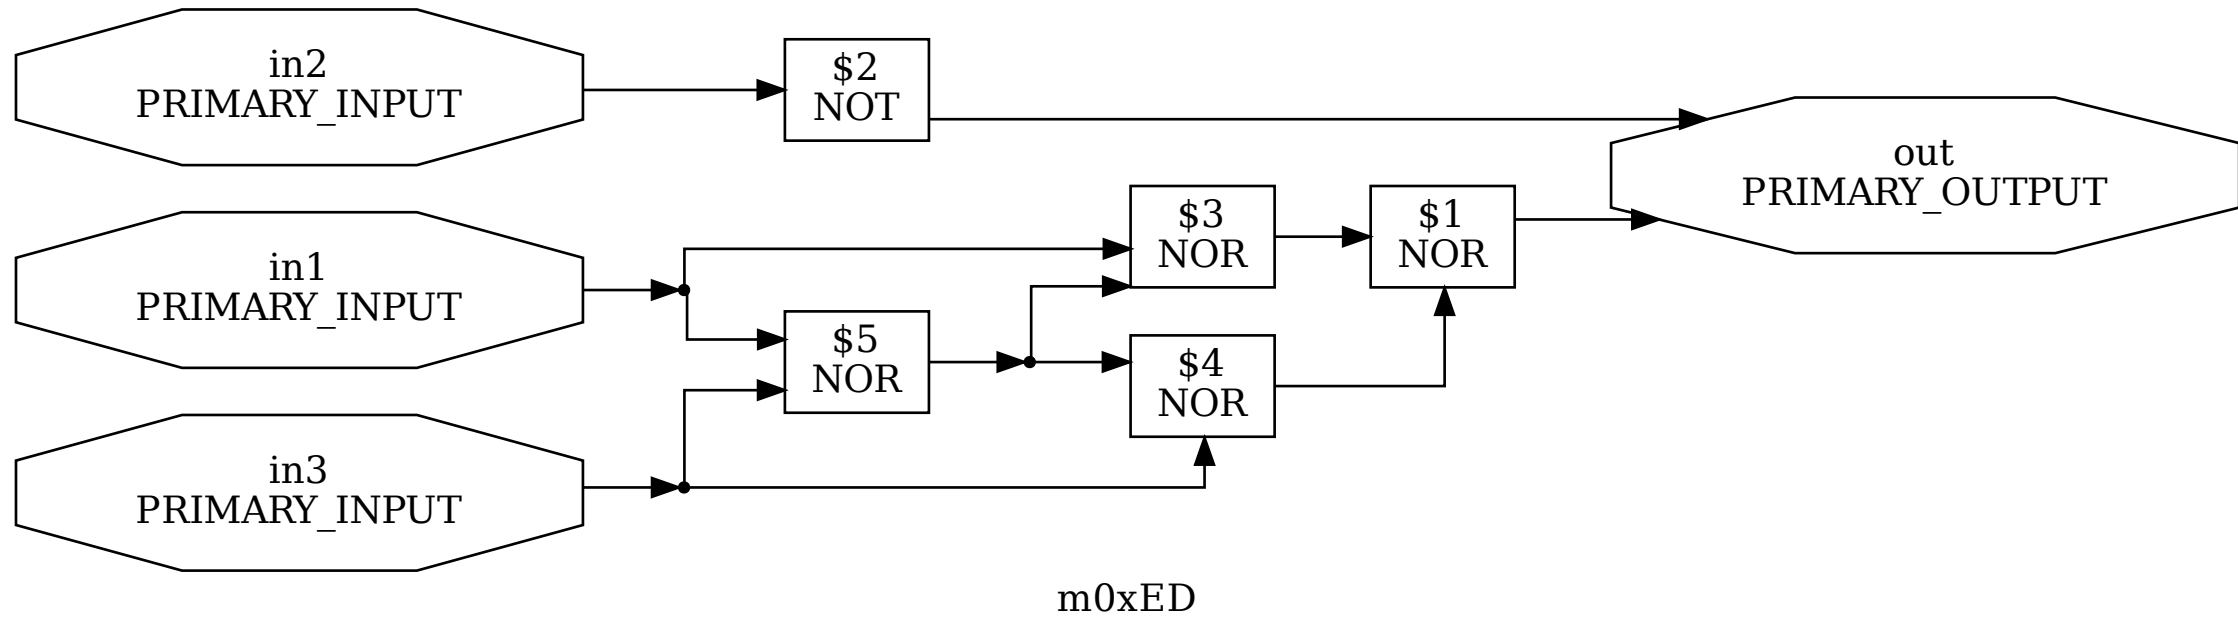 in2
PRIMARY_INPUT
$2
NOT
out
PRIMARY_OUTPUT
in1
PRIMARY_INPUT
$3
NOR
$1
NOR
$5
NOR
$4
NOR
in3
PRIMARY_INPUT
m0xED